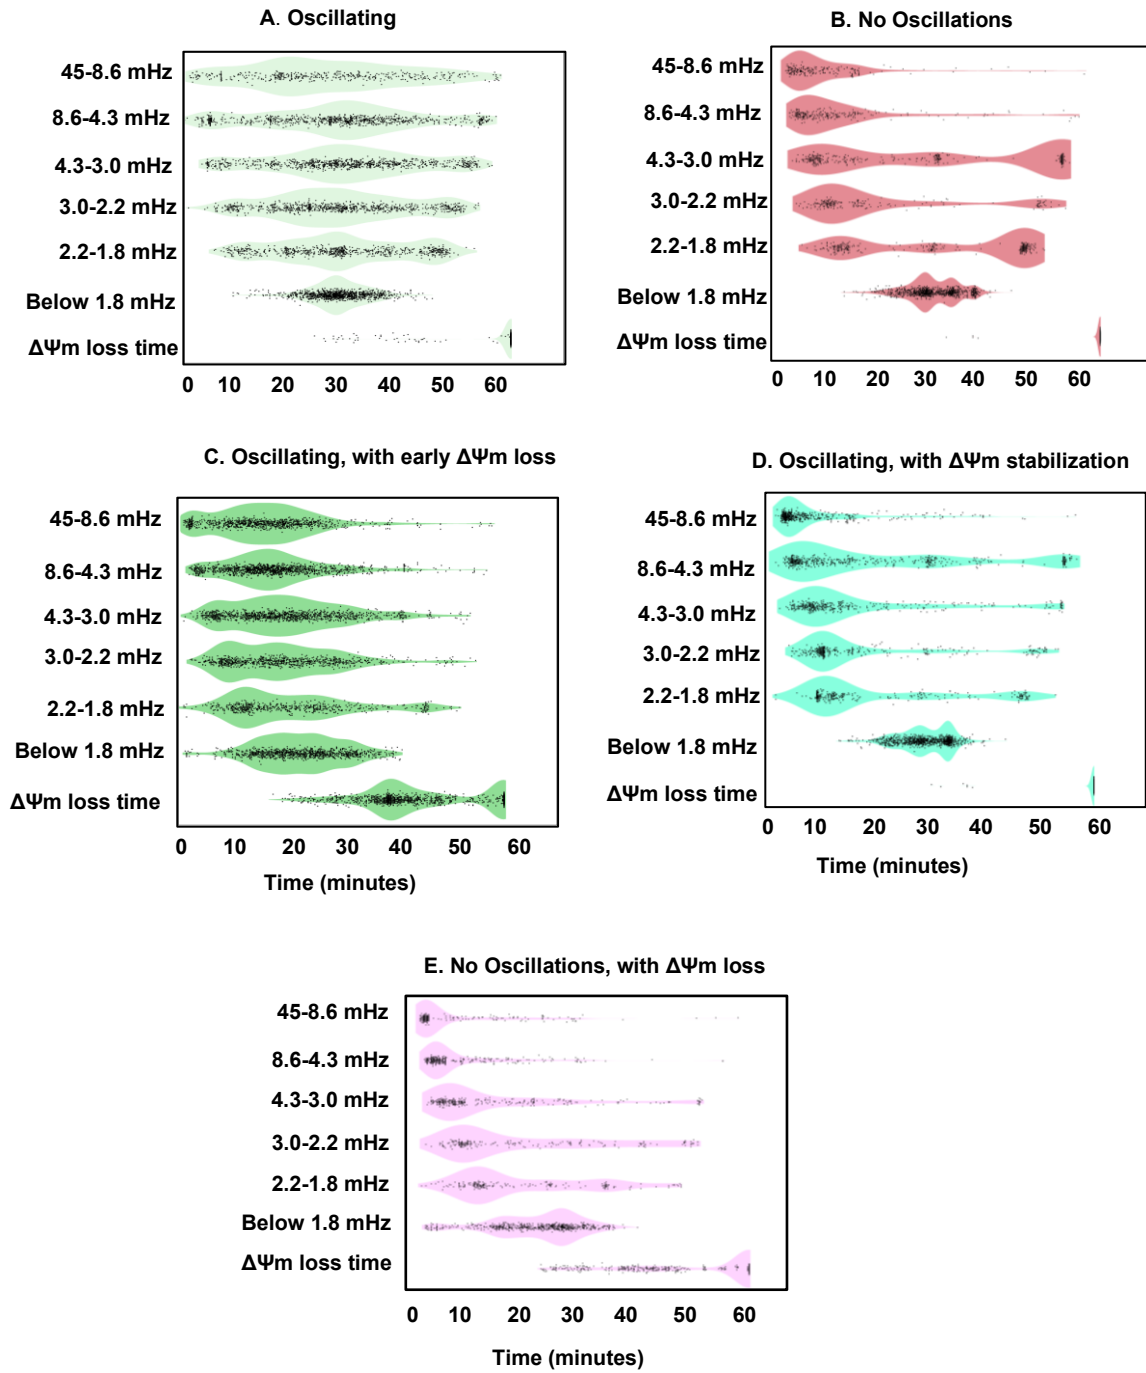 A. Oscillating
45-8.6 mHz
8.6-4.3 mHz
4.3-3.0 mHz
3.0-2.2 mHz
2.2-1.8 mHz
Below 1.8 mHz
ΔΨm loss time
0 10 20 30 40 50 60
B. No Oscillations
45-8.6 mHz
8.6-4.3 mHz
4.3-3.0 mHz
3.0-2.2 mHz
2.2-1.8 mHz
Below 1.8 mHz
ΔΨm loss time
0 10 20 30 40 50 60
C. Oscillating, with early ΔΨm loss
45-8.6 mHz
8.6-4.3 mHz
4.3-3.0 mHz
3.0-2.2 mHz
2.2-1.8 mHz
Below 1.8 mHz
ΔΨm loss time
0 10 20 30 40 50 60
Time (minutes)
D. Oscillating, with ΔΨm stabilization
45-8.6 mHz
8.6-4.3 mHz
4.3-3.0 mHz
3.0-2.2 mHz
2.2-1.8 mHz
Below 1.8 mHz
ΔΨm loss time
0 10 20 30 40 50 60
Time (minutes)
E. No Oscillations, with ΔΨm loss
45-8.6 mHz
8.6-4.3 mHz
4.3-3.0 mHz
3.0-2.2 mHz
2.2-1.8 mHz
Below 1.8 mHz
ΔΨm loss time
0 10 20 30 40 50 60
Time (minutes)